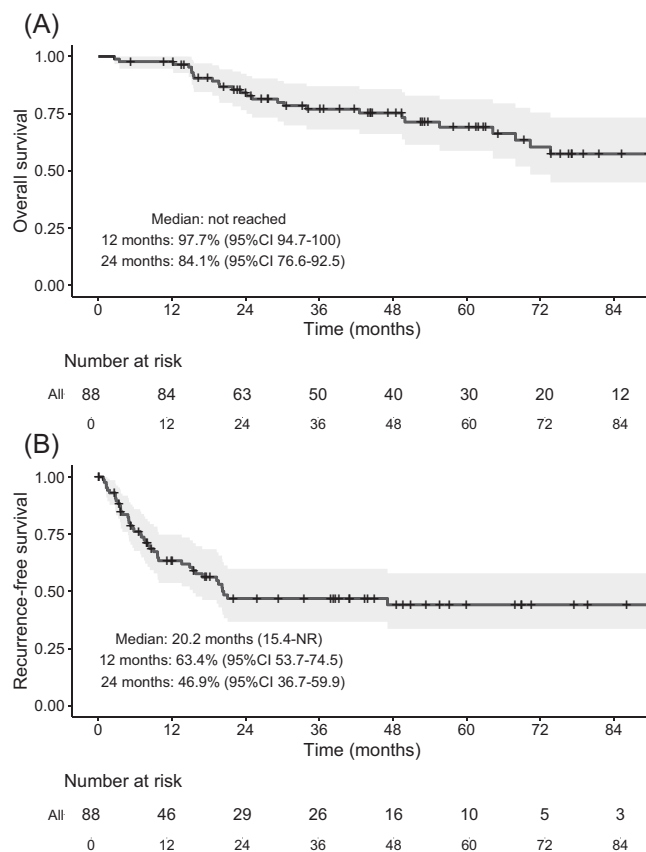 (A)
1.00
0.75
0.50
0.25
0.00
Overall survival
Median: not reached
12 months: 97.7% (95%CI 94.7-100)
24 months: 84.1% (95%CI 76.6-92.5)
0 12 24 36 48 60 72 84
Time (months)
Number at risk
All 88 84 63 50 40 30 20 12
0 12 24 36 48 60 72 84
(B)
1.00
0.75
0.50
0.25
0.00
Recurrence-free survival
Median: 20.2 months (15.4-NR)
12 months: 63.4% (95%CI 53.7-74.5)
24 months: 46.9% (95%CI 36.7-59.9)
0 12 24 36 48 60 72 84
Time (months)
Number at risk
All 88 46 29 26 16 10 5 3
0 12 24 36 48 60 72 84